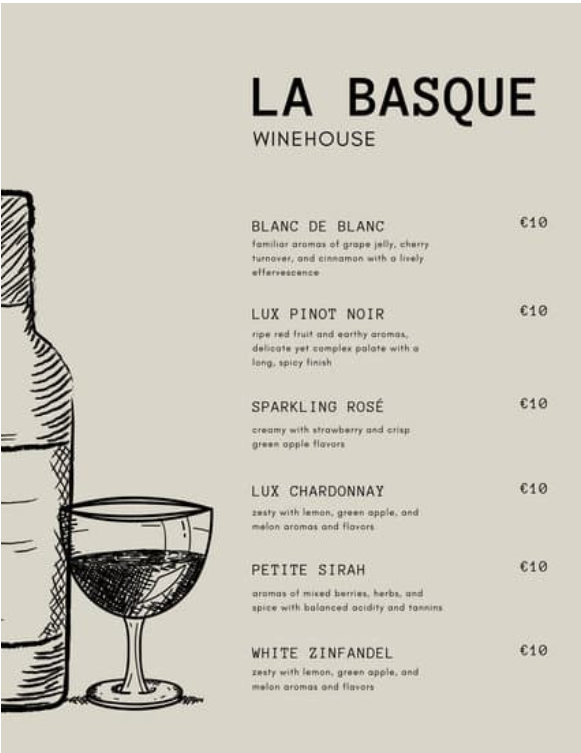 LA BASQUE
WINEHOUSE
BLANC DE BLANC €10
familiar aromas of grape jelly, cherry
turnover, and cinnamon with a lively
effervescence
LUX PINOT NOIR €10
ripe red fruit and earthy aromas,
delicate yet complex palate with a
long, spicy finish
SPARKLING ROSÉ €10
creamy with strawberry and crisp
green apple flavors
LUX CHARDONNAY €10
zesty with lemon, green apple, and
melon aromas and flavors
PETITE SIRAH €10
aromas of mixed berries, herbs, and
spice with balanced acidity and tannins
WHITE ZINFANDEL €10
zesty with lemon, green apple, and
melon aromas and flavors